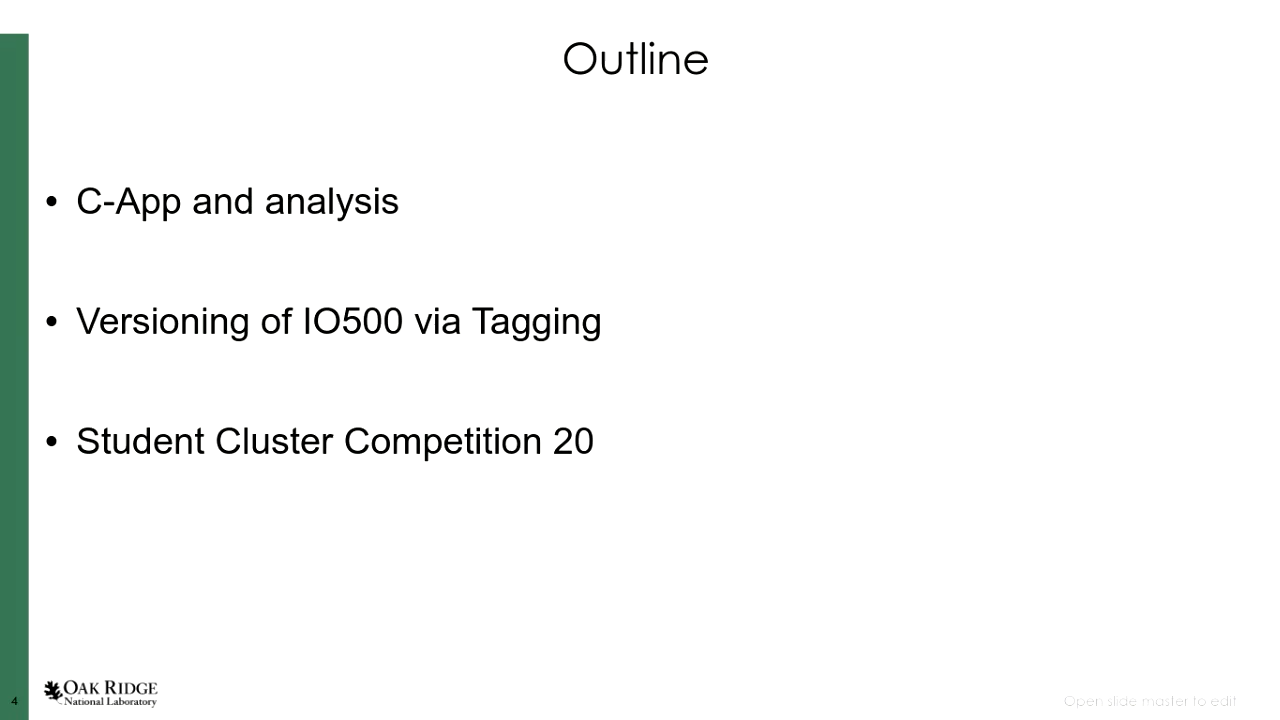 Outline
• C-App and analysis
• Versioning of IO500 via Tagging
• Student Cluster Competition 20
4
OAK RIDGE
National Laboratory
Open slide master to edit